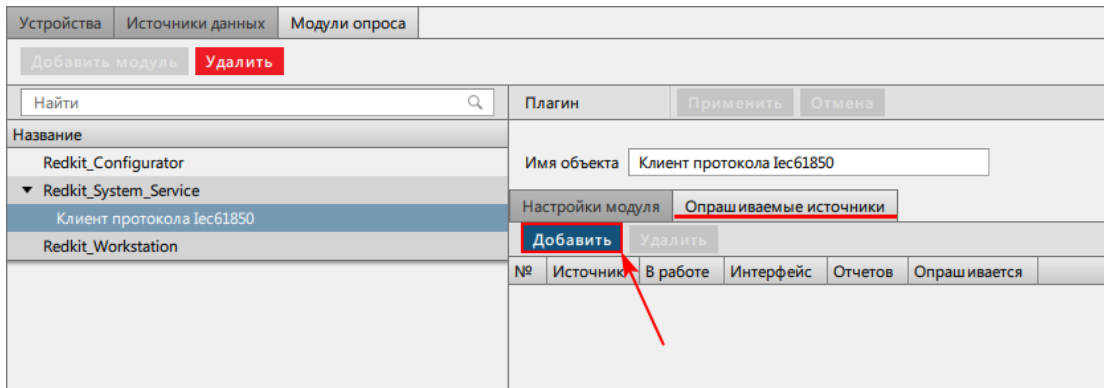 Устройства Источники данных Модули опроса
Добавить модуль Удалить
Найти
Плагин Применить Отмена
Название
Redkit_Configurator
Имя объекта Клиент протокола Iec61850
Redkit_System_Service
Клиент протокола Iec61850
Настройки модуля Опрашиваемые источники
Redkit_Workstation
Добавить Удалить
№ Источник В работе Интерфейс Отчетов Опрашивается